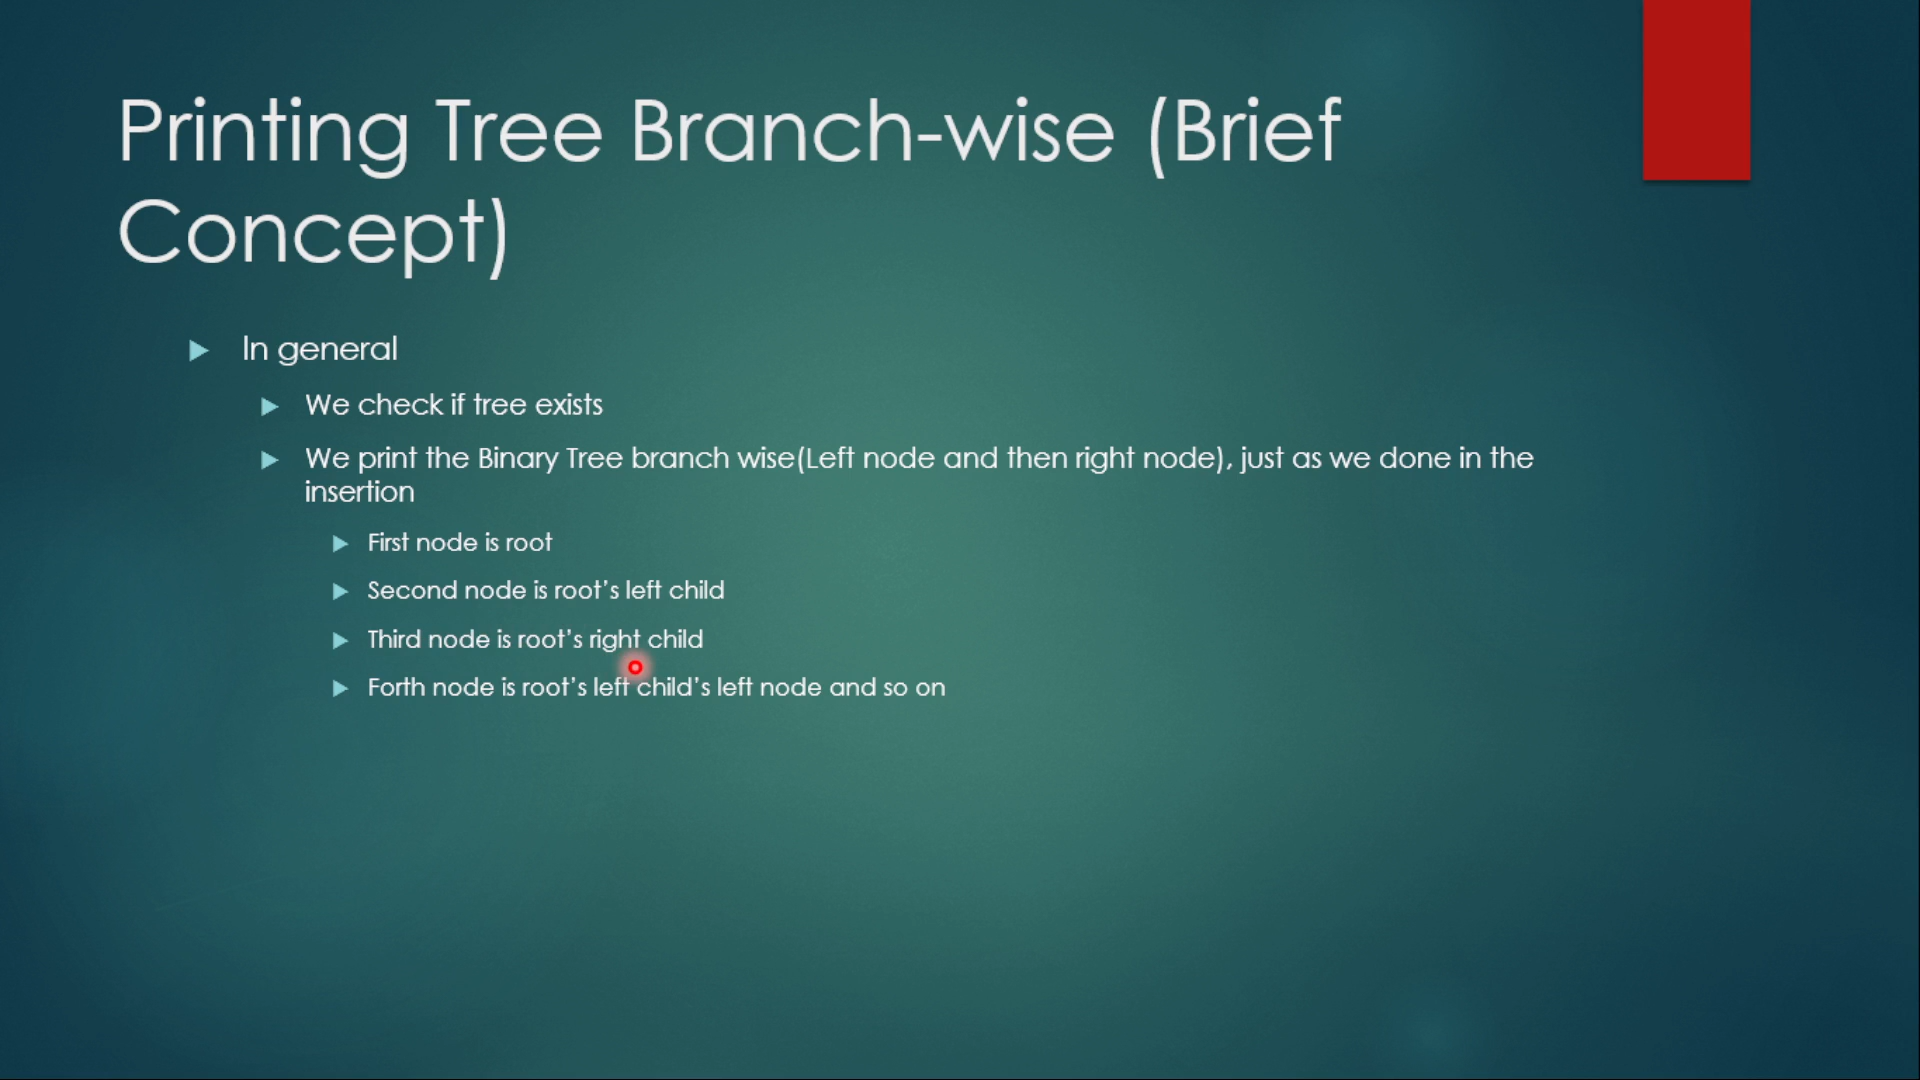 Printing Tree Branch-wise (Brief
Concept)
In general
We check if tree exists
We print the Binary Tree branch wise(Left node and then right node), just as we done in the
insertion
First node is root
Second node is root’s left child
Third node is root’s right child
Forth node is root’s left child’s left node and so on